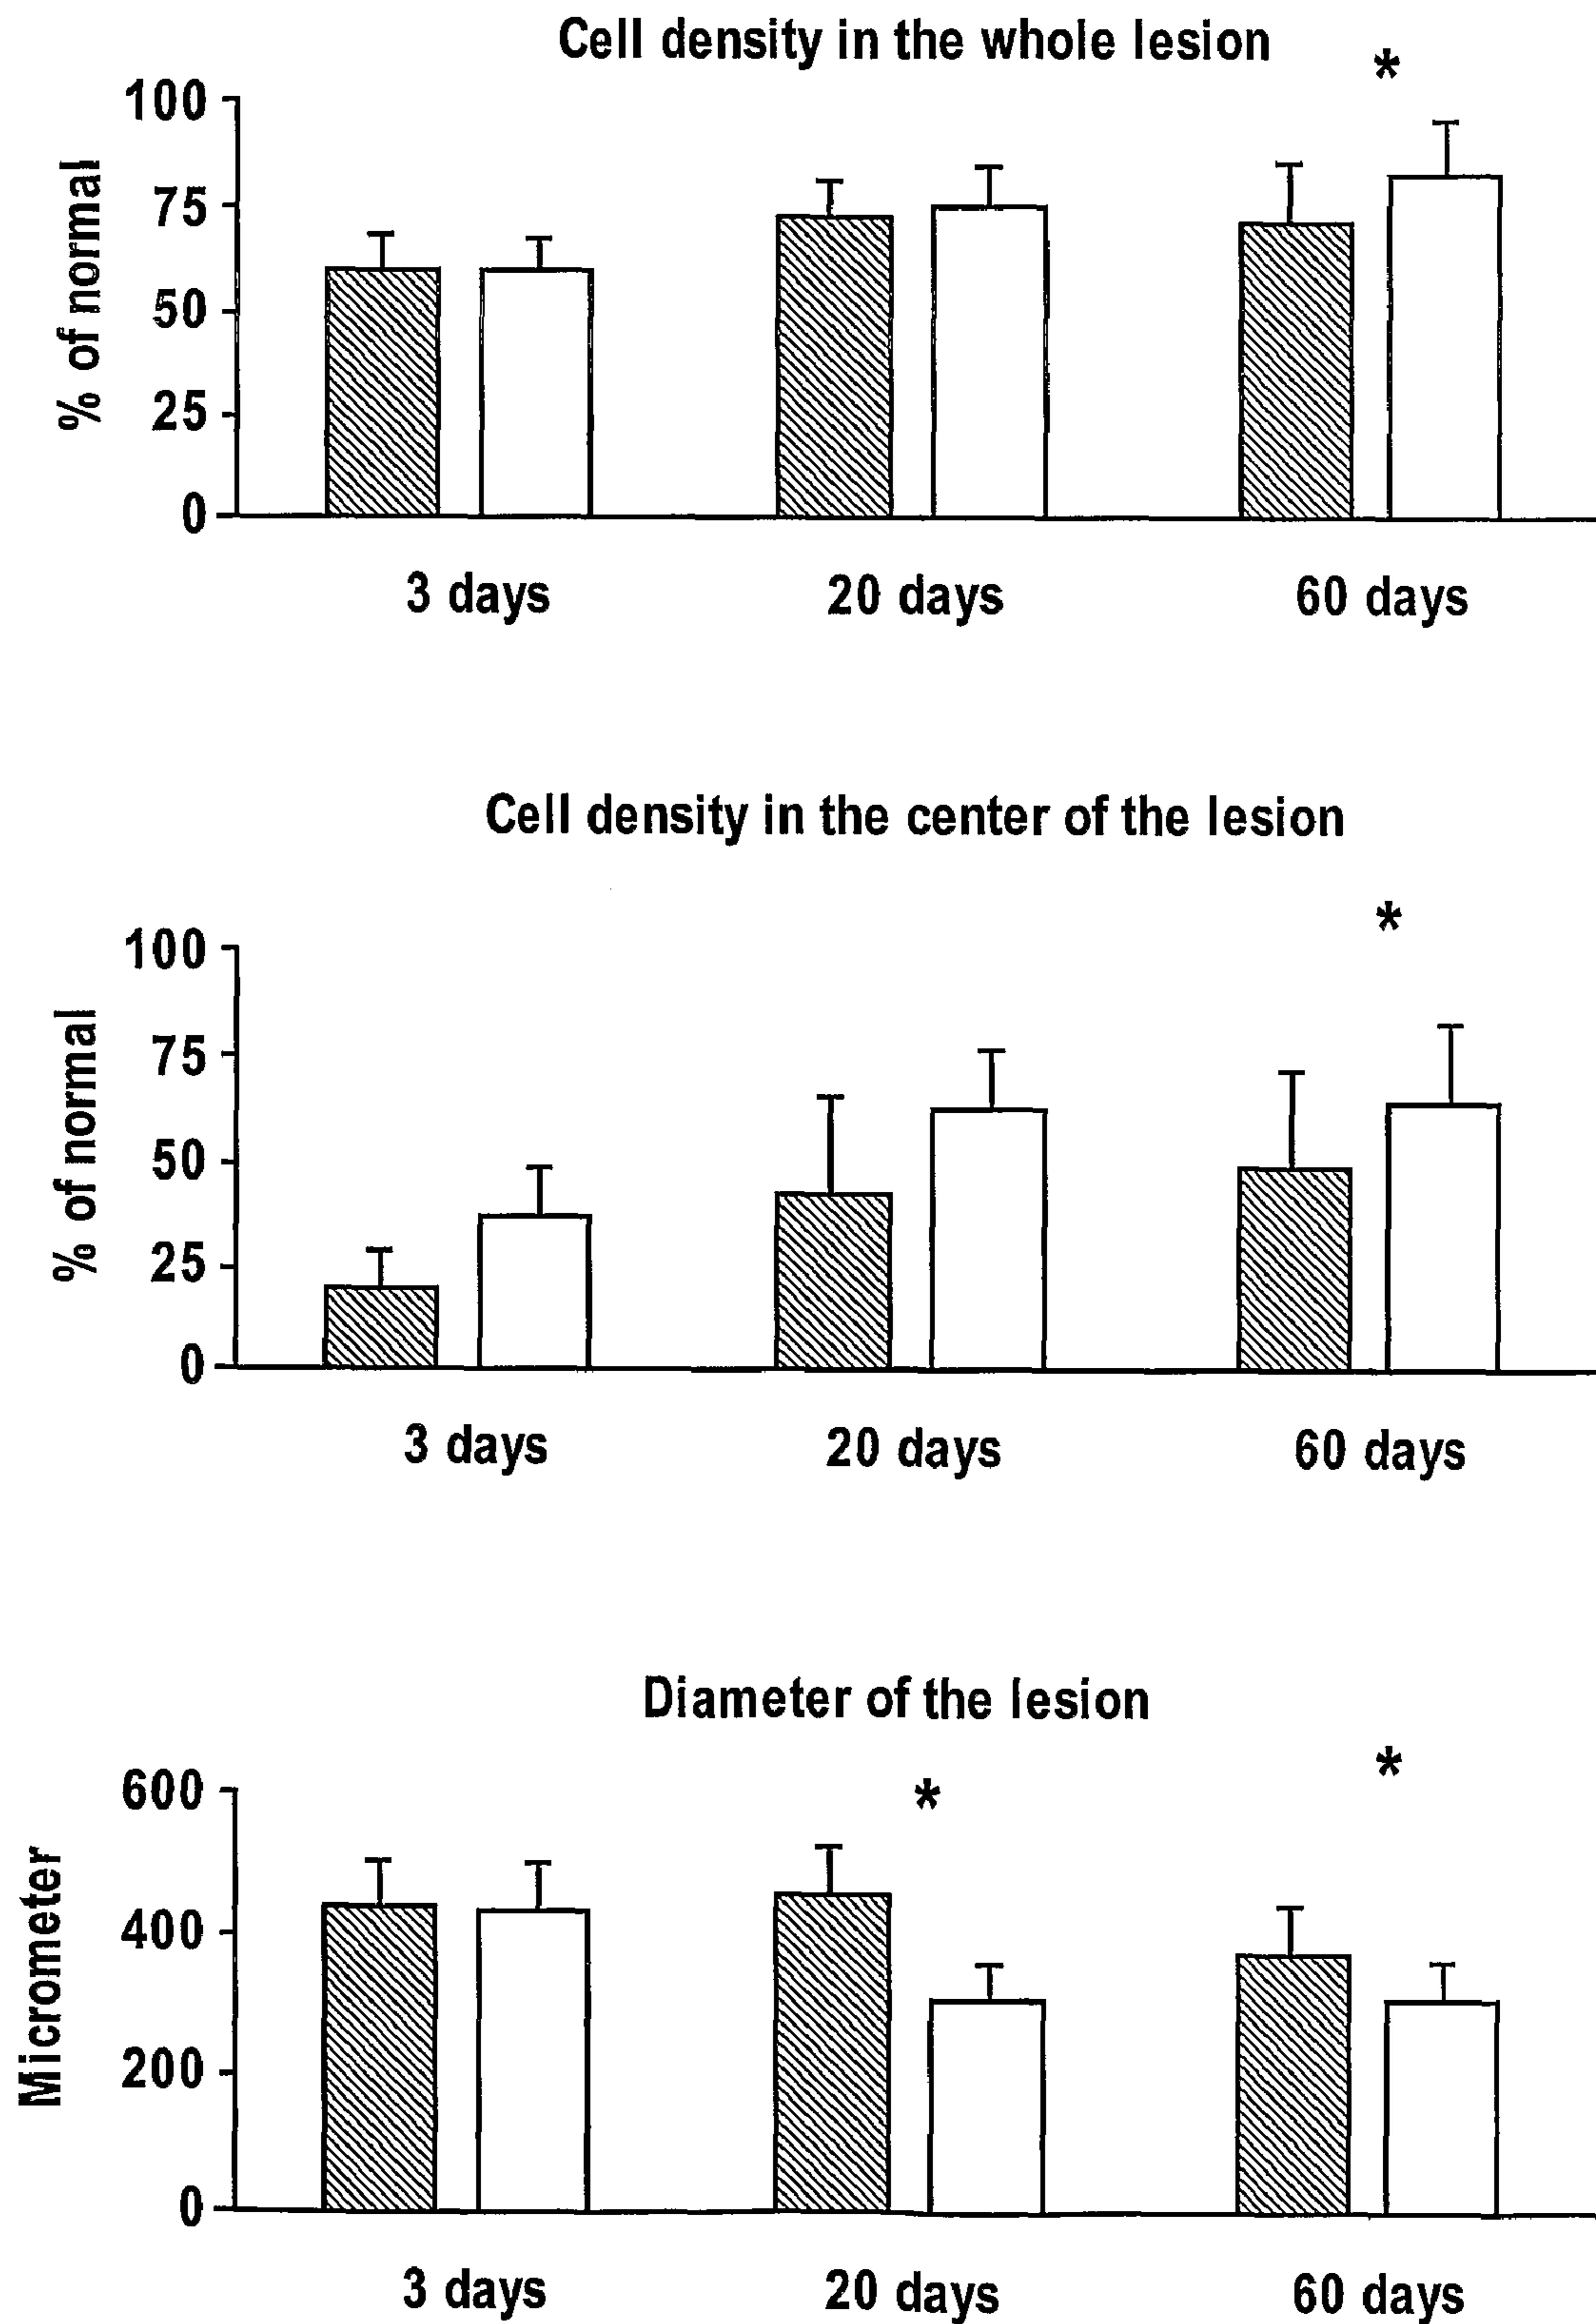 Cell density in the whole lesion
*
100
75
50
25
0
% of normal
3 days
20 days
60 days
Cell density in the center of the lesion
*
100
75
50
25
0
% of normal
3 days
20 days
60 days
Diameter of the lesion
*
*
600
400
200
0
Micrometer
3 days
20 days
60 days